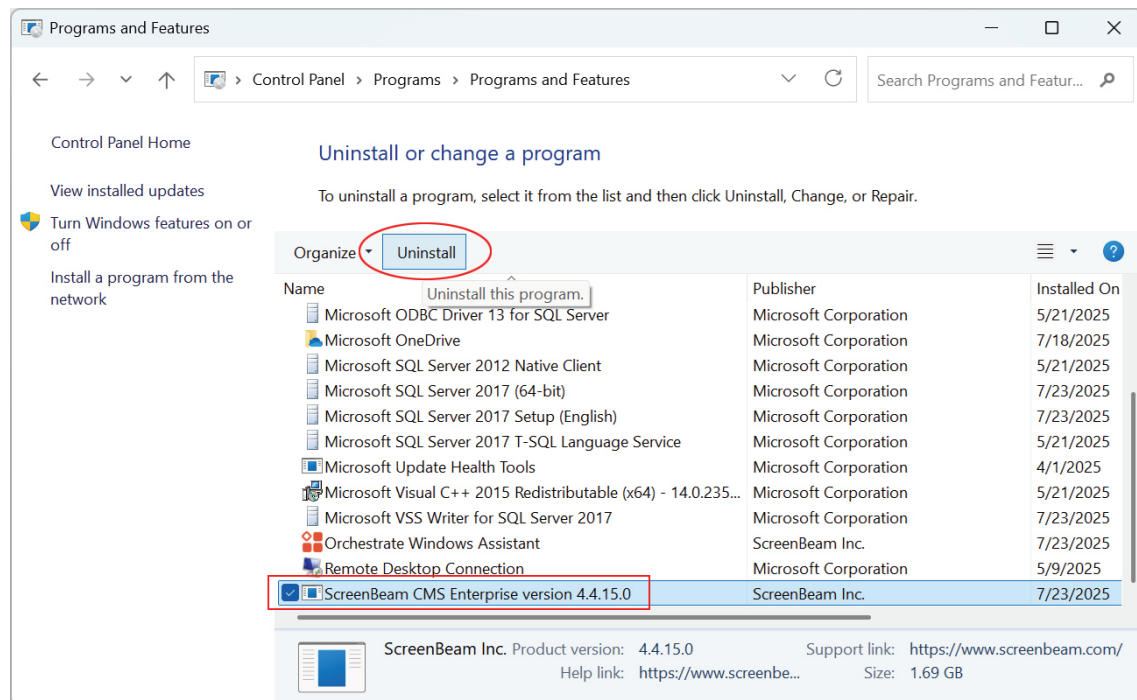 Programs and Features
Control Panel > Programs > Programs and Features
Search Programs and Featur...
Control Panel Home
View installed updates
Turn Windows features on or
off
Install a program from the
network
Uninstall or change a program
To uninstall a program, select it from the list and then click Uninstall, Change, or Repair.
Organize Uninstall
Uninstall this program.
Name Publisher Installed On
Microsoft ODBC Driver 13 for SQL Server Microsoft Corporation 5/21/2025
Microsoft OneDrive Microsoft Corporation 7/18/2025
Microsoft SQL Server 2012 Native Client Microsoft Corporation 5/21/2025
Microsoft SQL Server 2017 (64-bit) Microsoft Corporation 7/23/2025
Microsoft SQL Server 2017 Setup (English) Microsoft Corporation 7/23/2025
Microsoft SQL Server 2017 T-SQL Language Service Microsoft Corporation 5/21/2025
Microsoft Update Health Tools Microsoft Corporation 4/1/2025
Microsoft Visual C++ 2015 Redistributable (x64) - 14.0.235... Microsoft Corporation 5/21/2025
Microsoft VSS Writer for SQL Server 2017 Microsoft Corporation 7/23/2025
Orchestrate Windows Assistant ScreenBeam Inc. 7/23/2025
Remote Desktop Connection Microsoft Corporation 5/9/2025
ScreenBeam CMS Enterprise version 4.4.15.0 ScreenBeam Inc. 7/23/2025
ScreenBeam Inc. Product version: 4.4.15.0 Support link: https://www.screenbeam.com/
Help link: https://www.screenbe... Size: 1.69 GB